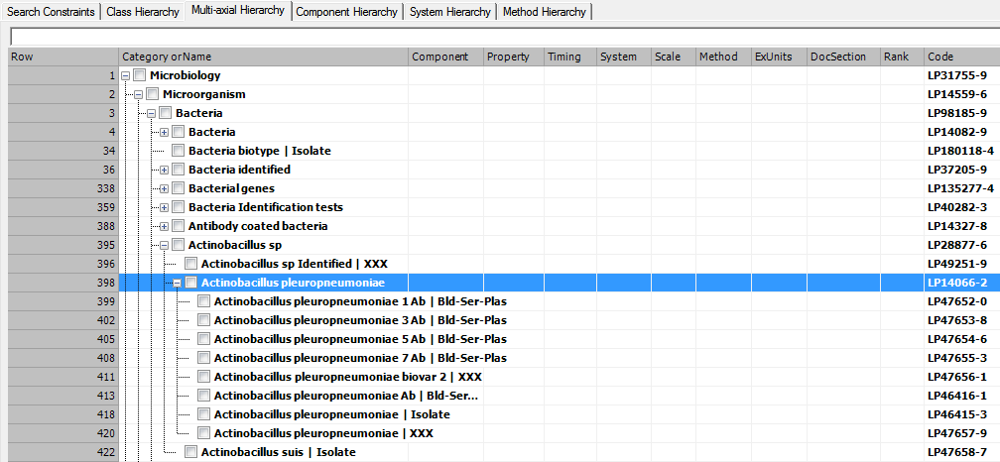 Search Constraints Class Hierarchy Multi-axial Hierarchy Component Hierarchy System Hierarchy Method Hierarchy
Row Category or Name Component Property Timing System Scale Method ExUnits DocSection Rank Code
1 Microbiology LP31755-9
2 Microorganism LP14559-6
3 Bacteria LP98185-9
4 Bacteria LP14082-9
34 Bacteria biotype | Isolate LP180118-4
36 Bacteria identified LP37205-9
338 Bacterial genes LP135277-4
359 Bacteria Identification tests LP40282-3
388 Antibody coated bacteria LP14327-8
395 Actinobacillus sp LP28877-6
396 Actinobacillus sp Identified | XXX LP49251-9
398 Actinobacillus pleuropneumoniae LP14066-2
399 Actinobacillus pleuropneumoniae 1 Ab | Bld-Ser-Plas LP47652-0
402 Actinobacillus pleuropneumoniae 3 Ab | Bld-Ser-Plas LP47653-8
405 Actinobacillus pleuropneumoniae 5 Ab | Bld-Ser-Plas LP47654-6
408 Actinobacillus pleuropneumoniae 7 Ab | Bld-Ser-Plas LP47655-3
411 Actinobacillus pleuropneumoniae biovar 2 | XXX LP47656-1
413 Actinobacillus pleuropneumoniae Ab | Bld-Ser... LP46416-1
418 Actinobacillus pleuropneumoniae | Isolate LP46415-3
420 Actinobacillus pleuropneumoniae | XXX LP47657-9
422 Actinobacillus suis | Isolate LP47658-7